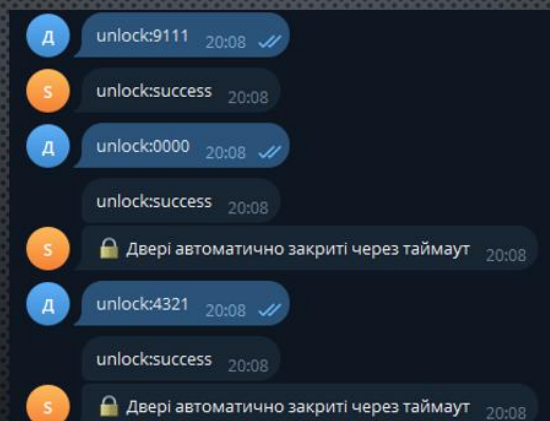 Д
unlock:9111 20:08
S
unlock:success 20:08
Д
unlock:0000 20:08
unlock:success 20:08
S
🔒 Двері автоматично закриті через таймаут 20:08
Д
unlock:4321 20:08
unlock:success 20:08
S
🔒 Двері автоматично закриті через таймаут 20:08